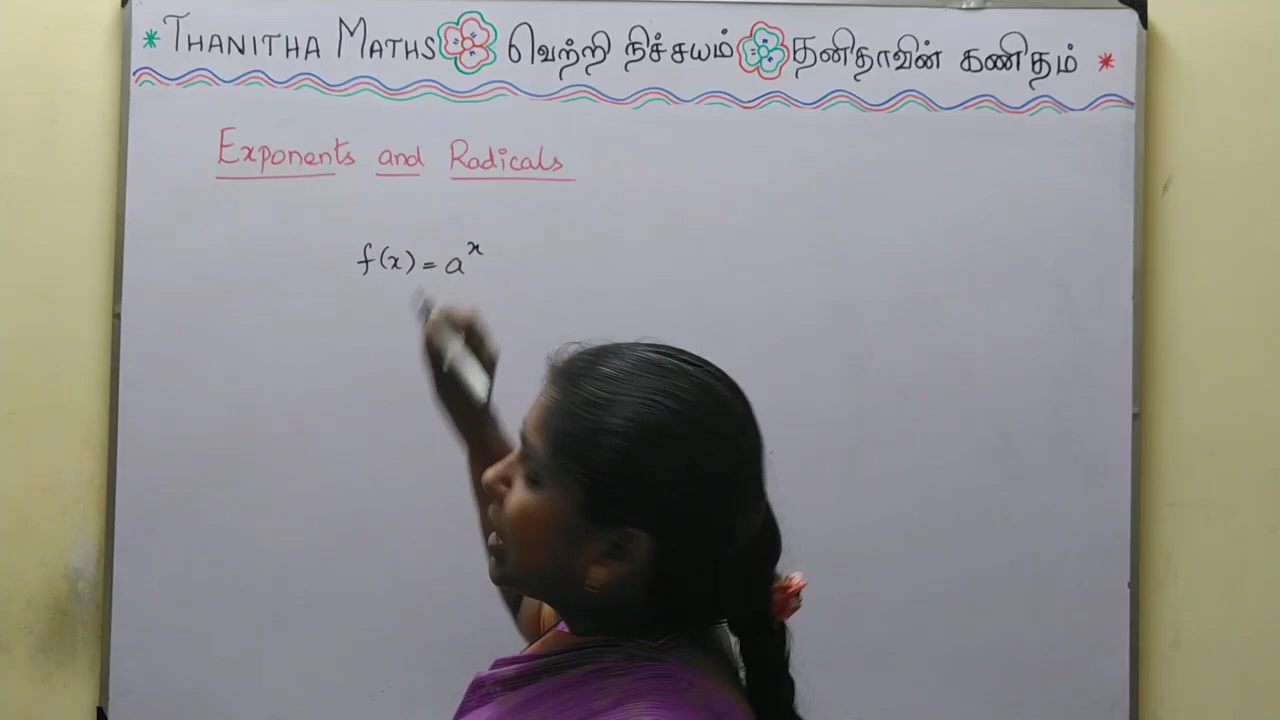 * THANITHA MATHS வெற்றி நிச்சயம் தனிதாவின் கணிதம் *
Exponents and Radicals
f(x) = a^x